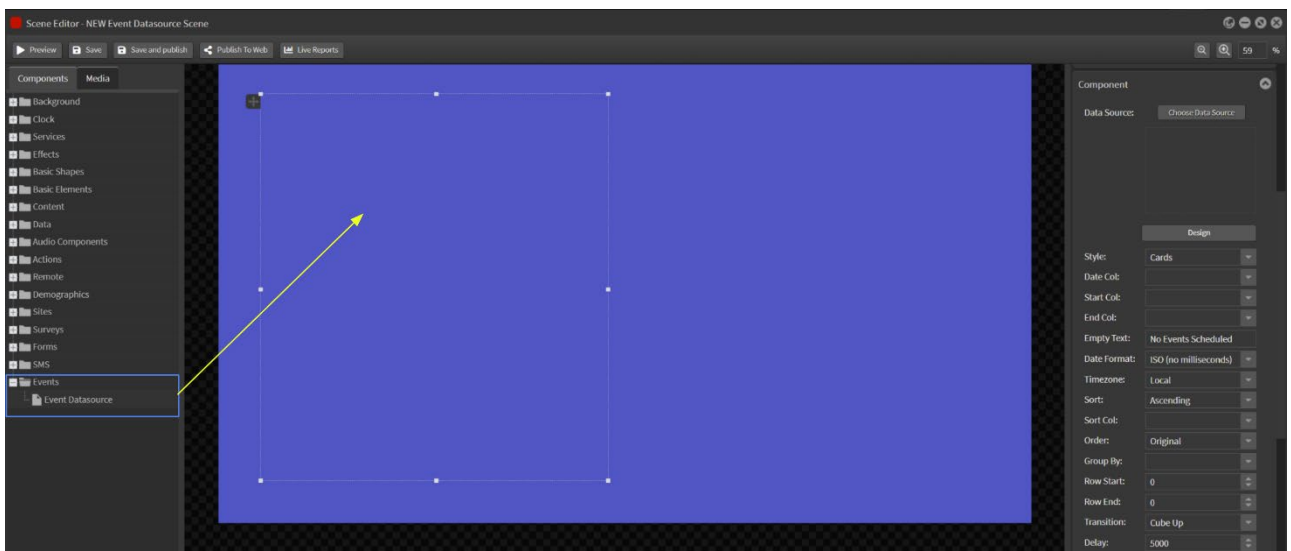 Scene Editor - NEW Event Datasource Scene
Preview Save Save and publish Publish To Web Live Reports 59 %
Components Media
Background
Clock
Services
Effects
Basic Shapes
Basic Elements
Content
Data
Audio Components
Actions
Remote
Demographics
Sites
Surveys
Forms
SMS
Events
Event Datasource
Component
Data Source: Choose Data Source
Design
Style: Cards
Date Col:
Start Col:
End Col:
Empty Text: No Events Scheduled
Date Format: ISO (no milliseconds)
Timezone: Local
Sort: Ascending
Sort Col:
Order: Original
Group By:
Row Start: 0
Row End: 0
Transition: Cube Up
Delay: 5000